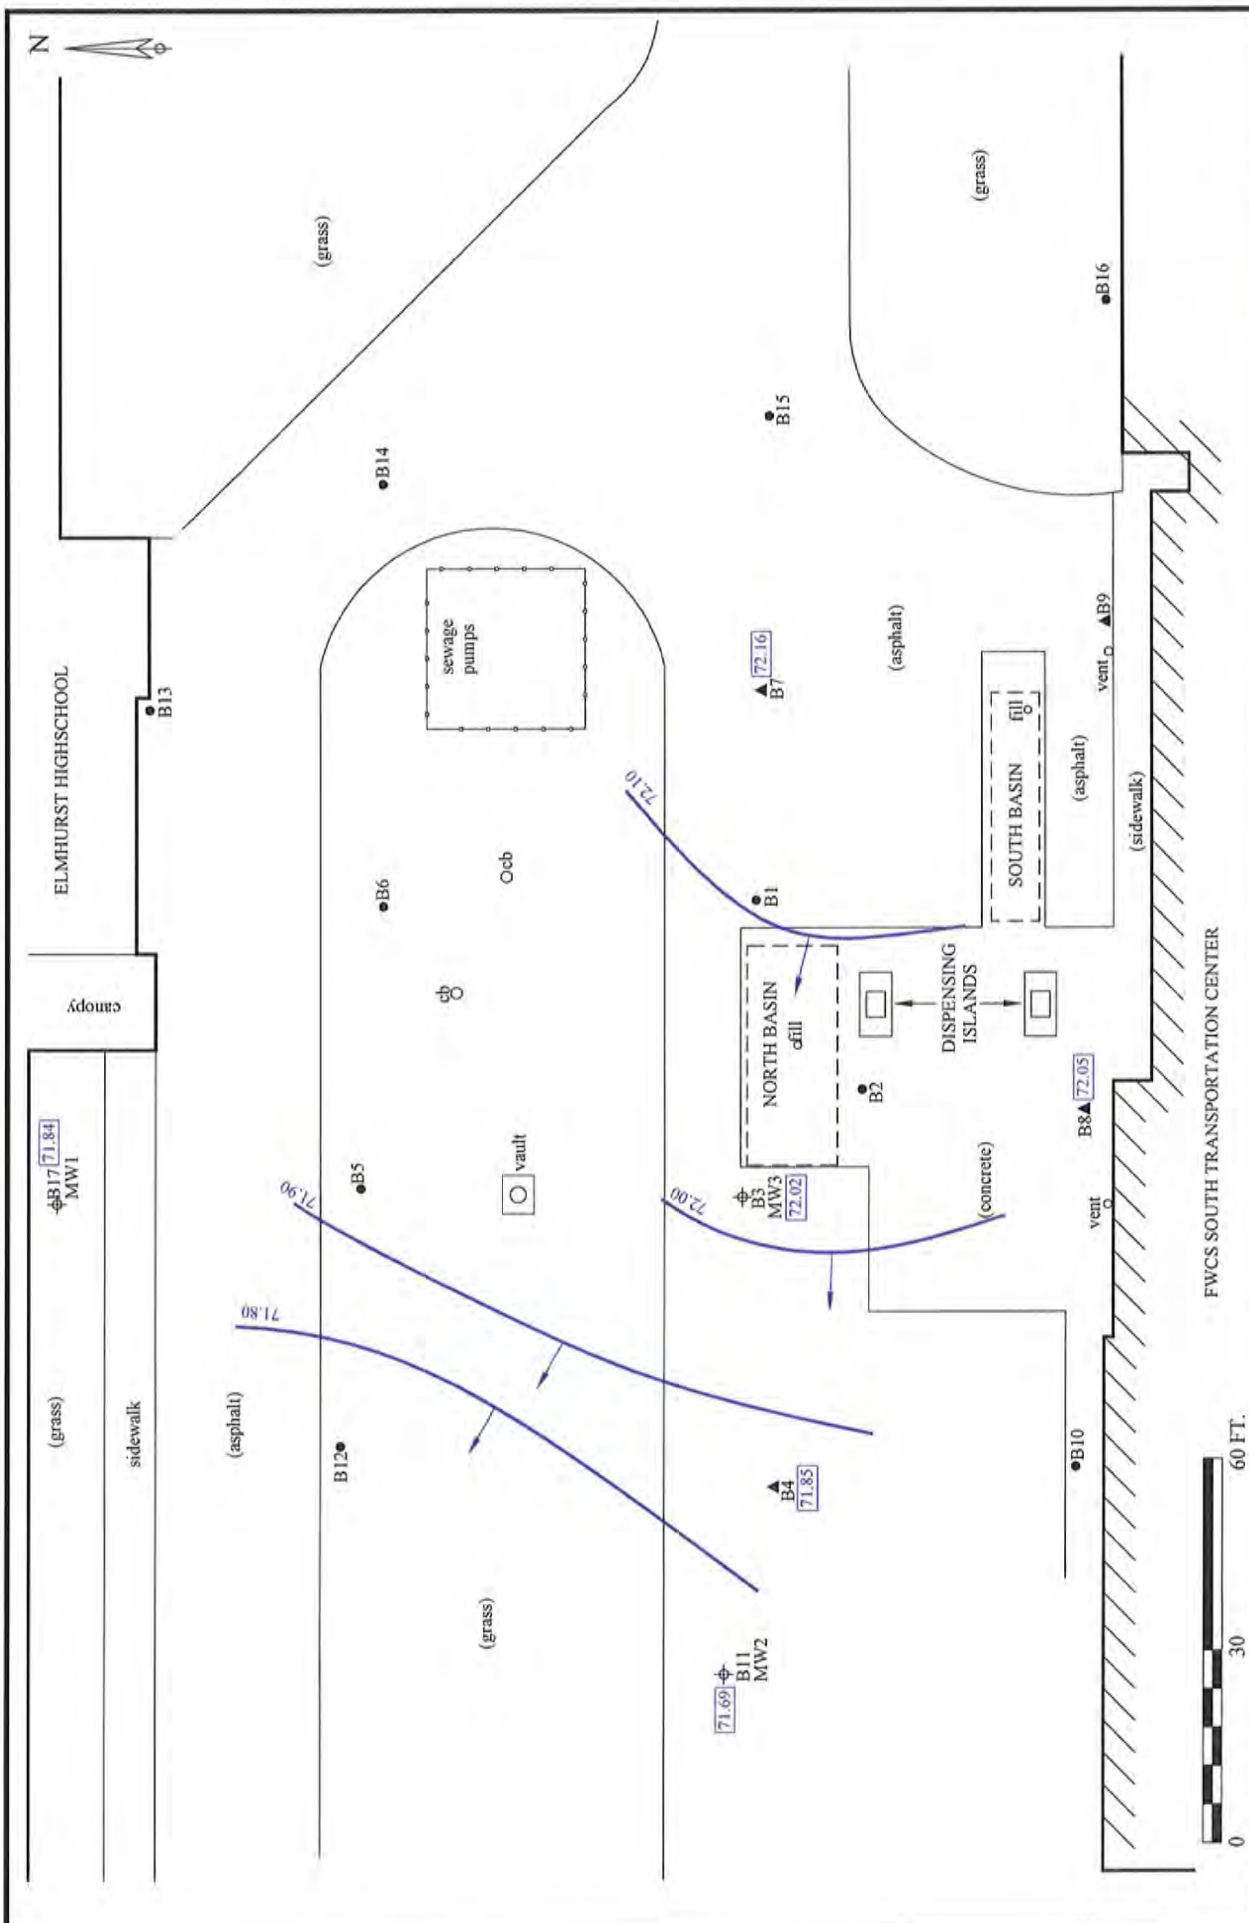 N
ELMHURST HIGHSCHOOL
(grass)
sidewalk
B17
MW1
71.84
canopy
B13
(grass)
(asphalt)
71.80
71.90
B12
B5
B6
B14
vault
cb
cb
sewage
pumps
(grass)
72.10
72.00
71.69
B11
MW2
B4
71.85
B3
MW3
72.02
NORTH BASIN
fill
B1
B7
72.16
B15
B2
(asphalt)
(grass)
DISPENSING
ISLANDS
(concrete)
SOUTH BASIN
fill
B10
vent
B8
72.05
(asphalt)
vent
B9
B16
(sidewalk)
FWCS SOUTH TRANSPORTATION CENTER
0
30
60 FT.